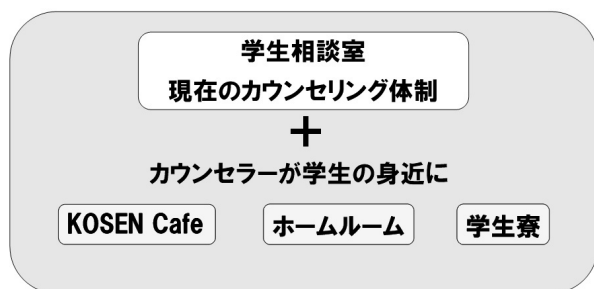 学生相談室
現在のカウンセリング体制
+
カウンセラーが学生の身近に
KOSEN Cafe ホームルーム 学生寮